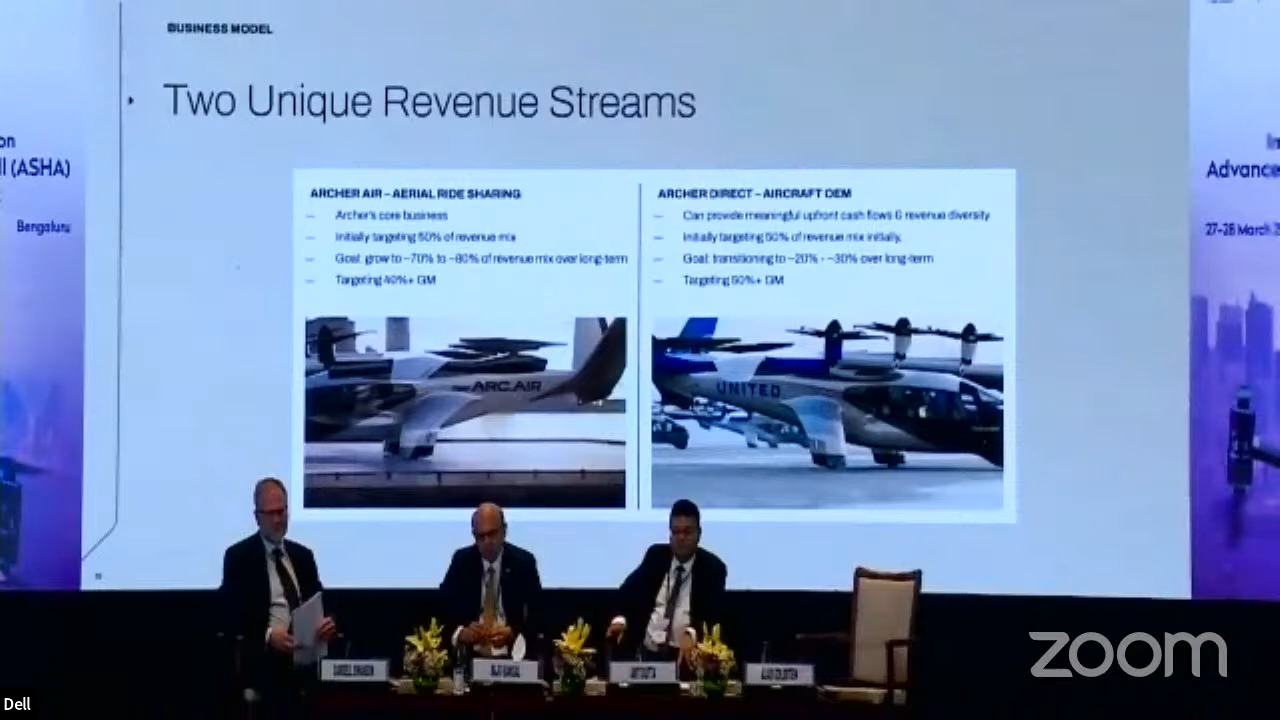 BUSINESS MODEL
Two Unique Revenue Streams
on
ll (ASHA)
Bengaluru
In
Advance
27-28 March 2
ARCHER AIR – AERIAL RIDE SHARING
— Archer's core business
— Initially targeting 50% of revenue mix
— Goal: grow to ~70% to ~80% of revenue mix over long-term
— Targeting 40%+ GM
ARCHER DIRECT – AIRCRAFT OEM
— Can provide meaningful upfront cash flows & revenue diversity
— Initially targeting 50% of revenue mix initially,
— Goal: transitioning to ~20% - ~30% over long-term
— Targeting 50%+ GM
ARC.AIR
UNITED
zoom
Dell